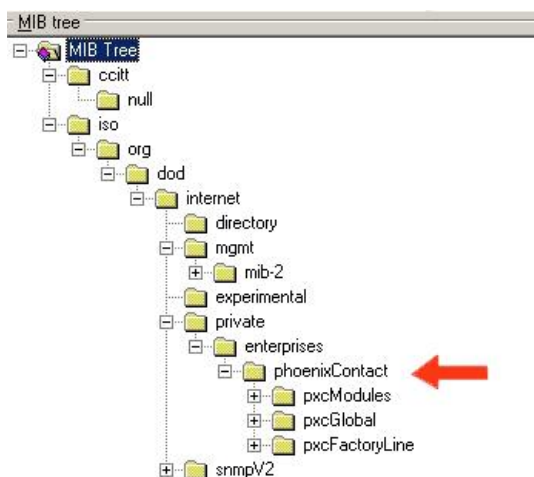 MIB tree
MIB Tree
ccitt
null
iso
org
dod
internet
directory
mgmt
mib-2
experimental
private
enterprises
phoenixContact
pxcModules
pxcGlobal
pxcFactoryLine
snmpV2